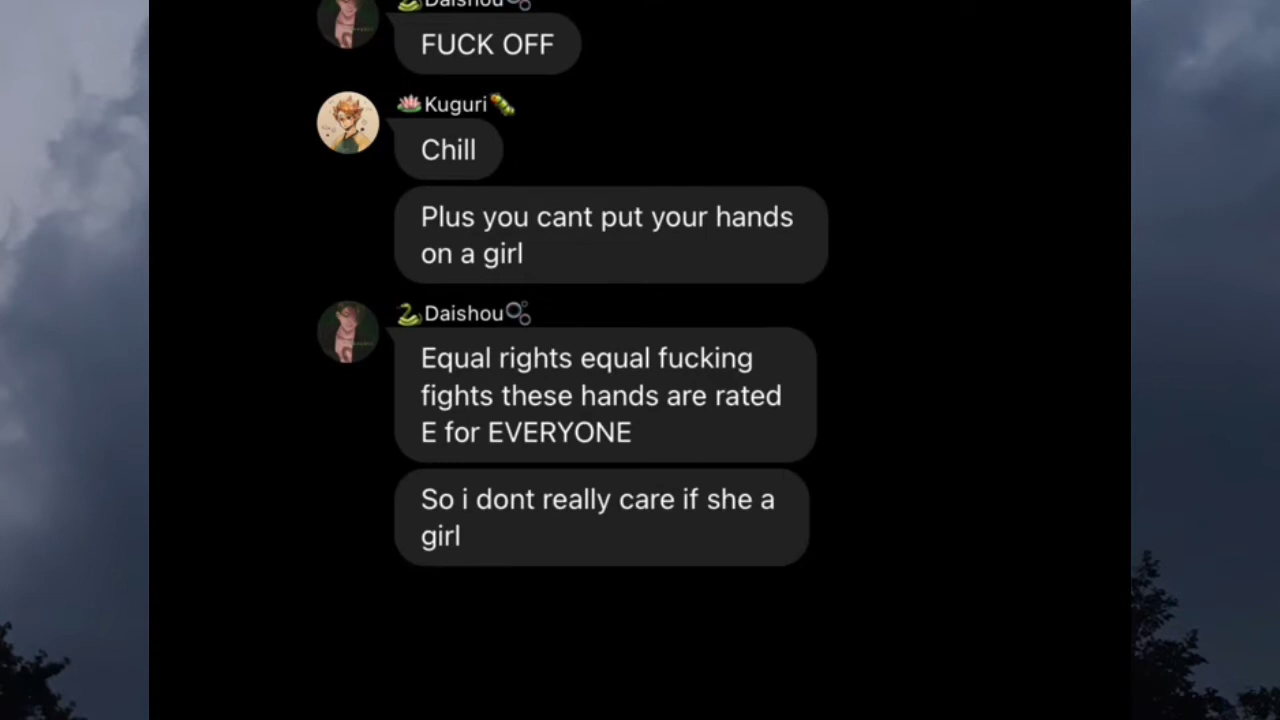 Daishou
FUCK OFF
Kuguri
Chill
Plus you cant put your hands
on a girl
Daishou
Equal rights equal fucking
fights these hands are rated
E for EVERYONE
So i dont really care if she a
girl